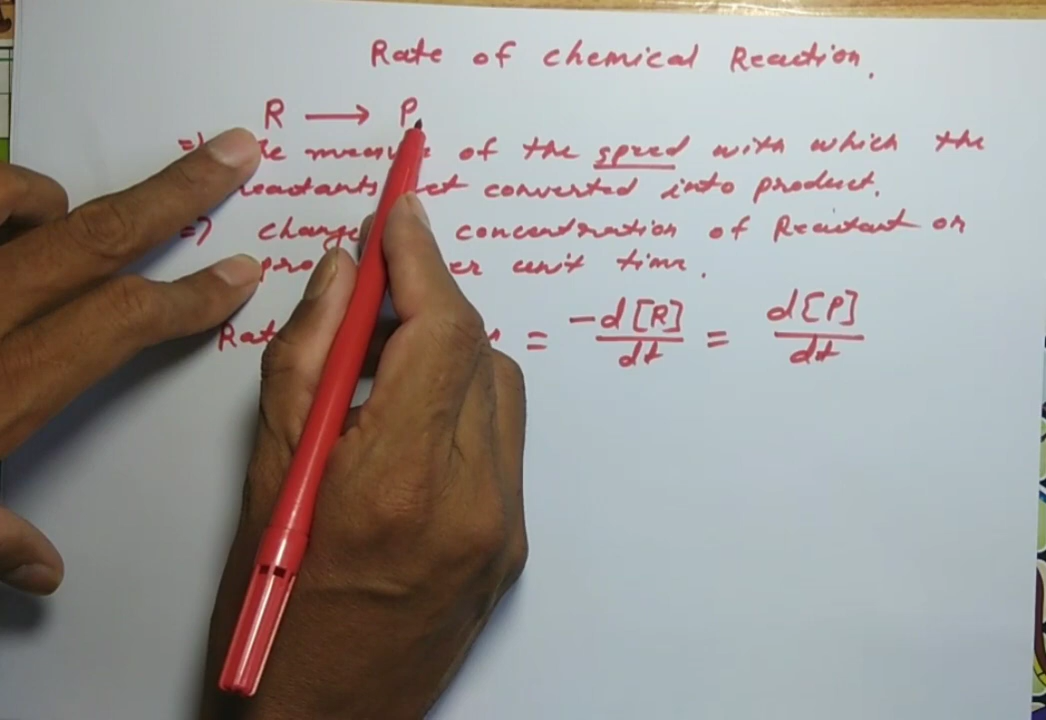 Rate of chemical Reaction.
R → P
⇒ of the speed with which the
reactants converted into product.
⇒ change concentration of Reactant or
unit time.
= -d[R]/dt = d[P]/dt